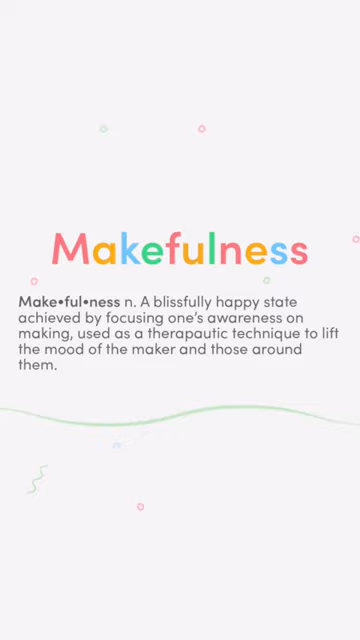 Makefulness
Make•ful•ness n. A blissfully happy state
achieved by focusing one's awareness on
making, used as a therapautic technique to lift
the mood of the maker and those around
them.